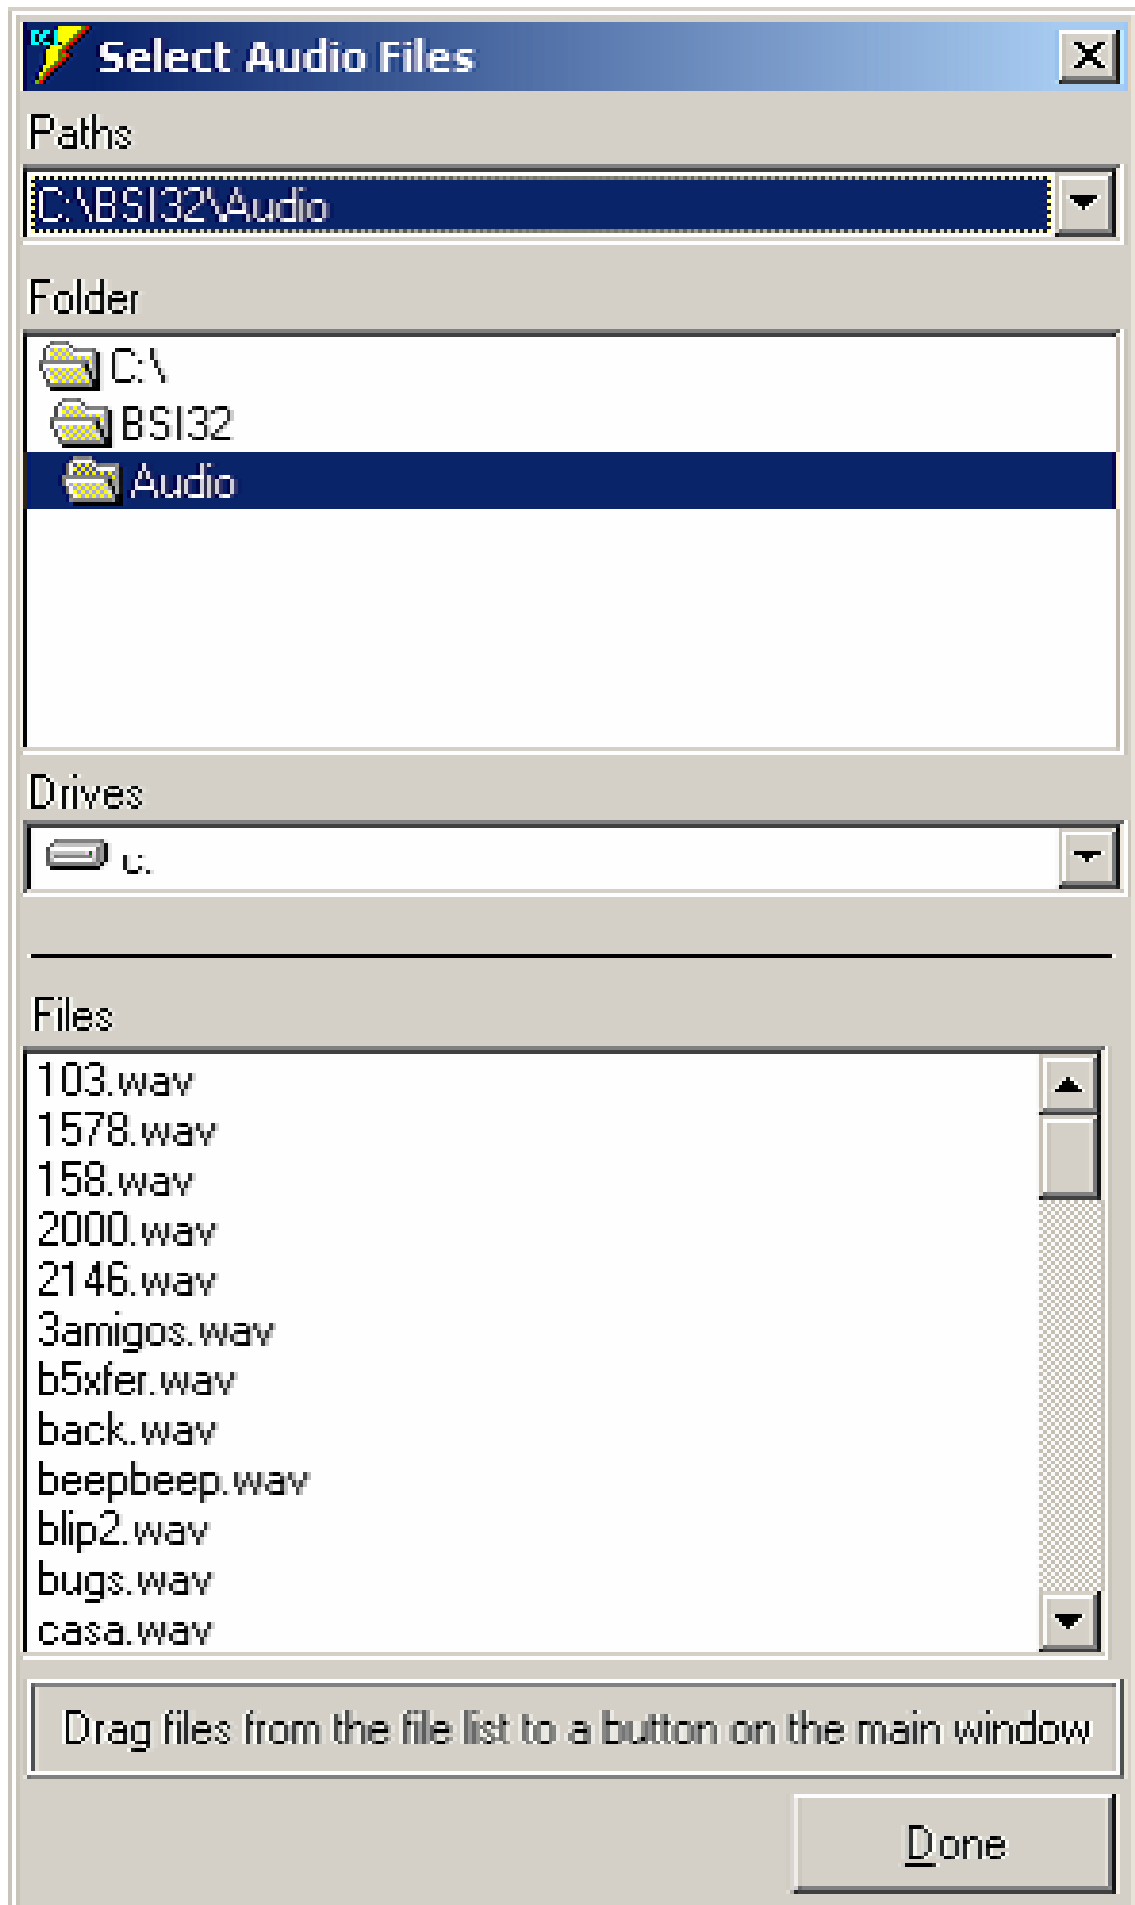 Select Audio Files
Paths
C:\BSI32\Audio
Folder
C:\
BSI32
Audio
Drives
c:
Files
103.wav
1578.wav
158.wav
2000.wav
2146.wav
3amigos.wav
b5xfer.wav
back.wav
beepbeep.wav
blip2.wav
bugs.wav
casa.wav
Drag files from the file list to a button on the main window
Done